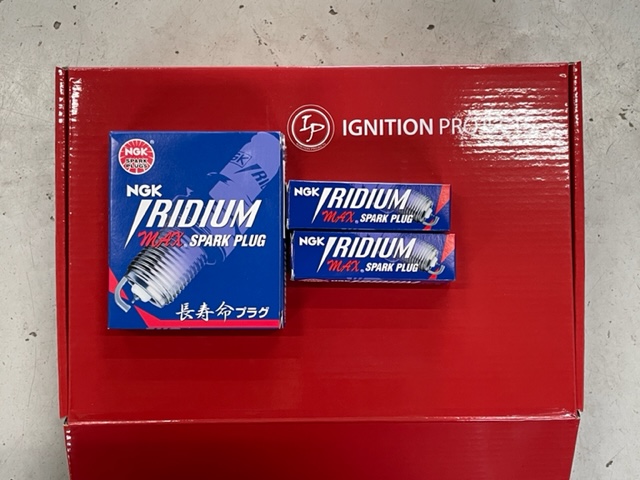 IP
IGNITION PRO
NGK
SPARK
PLUGS
NGK
IRIDIUM
MAX SPARK PLUG
長寿命プラグ
NGK IRIDIUM
MAX SPARK PLUG
NGK IRIDIUM
MAX SPARK PLUG